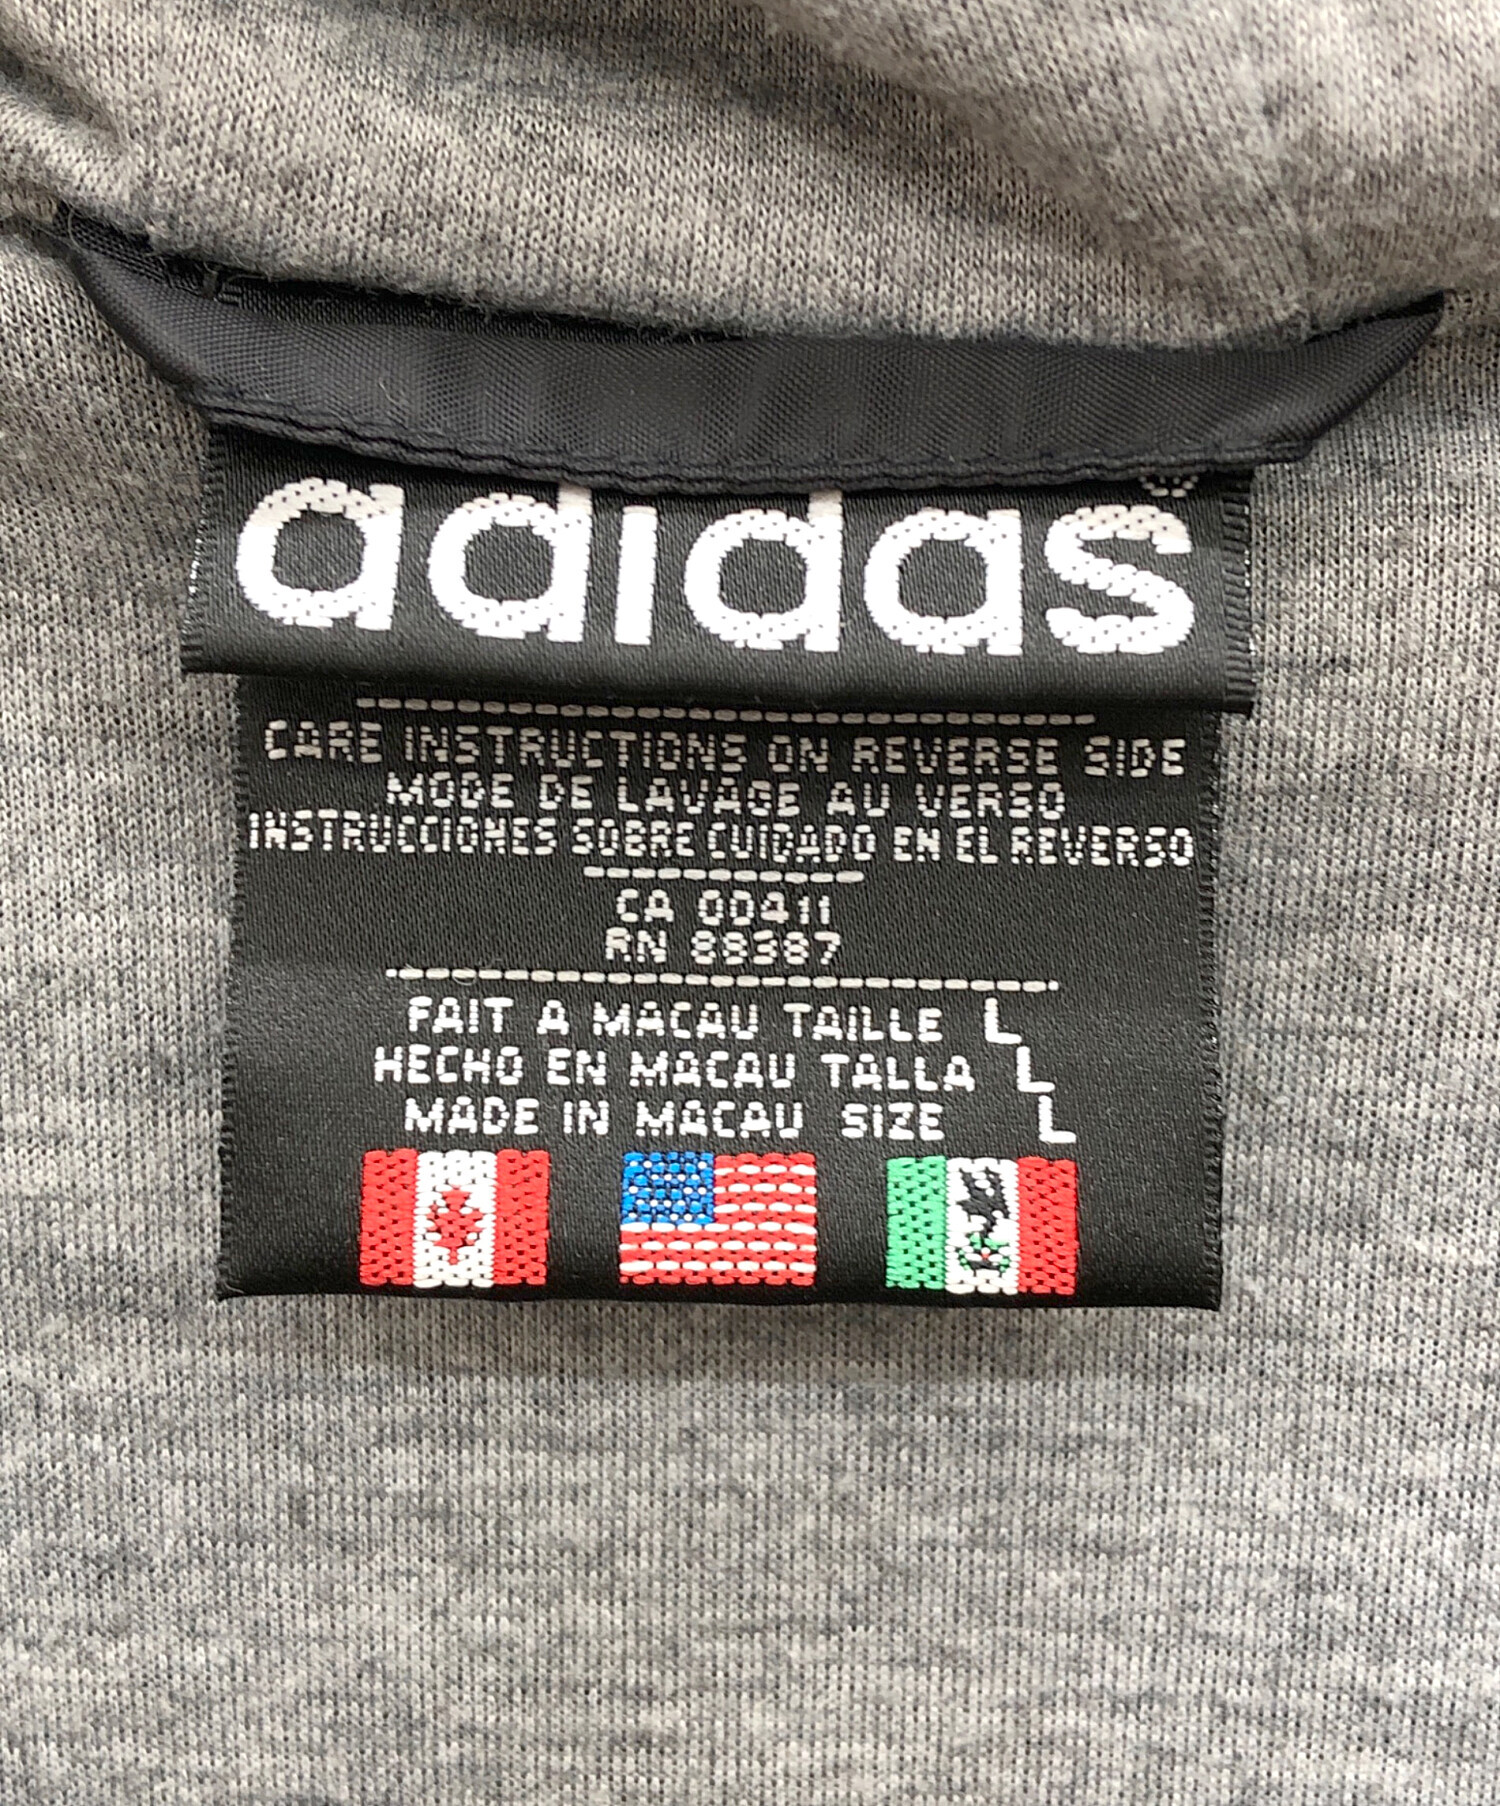 adidas®
CARE INSTRUCTIONS ON REVERSE SIDE
MODE DE LAVAGE AU VERSO
INSTRUCCIONES SOBRE CUIDADO EN EL REVERSO
CA 00411
RN 88387
FAIT A MACAU TAILLE L
HECHO EN MACAU TALLA L
MADE IN MACAU SIZE L